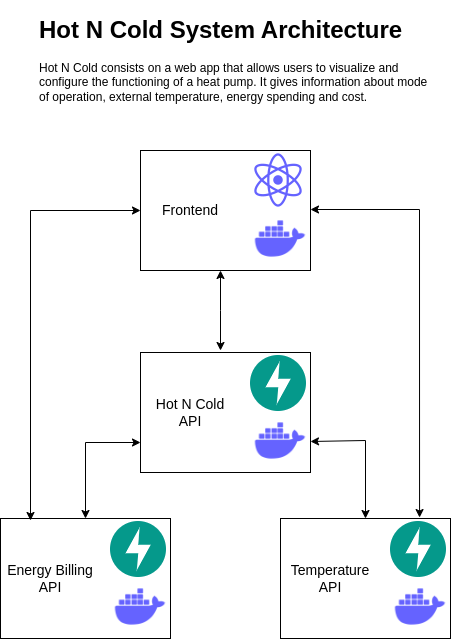 Hot N Cold System Architecture
Hot N Cold consists on a web app that allows users to visualize and
configure the functioning of a heat pump. It gives information about mode
of operation, external temperature, energy spending and cost.
Frontend
Hot N Cold
API
Energy Billing
API
Temperature
API